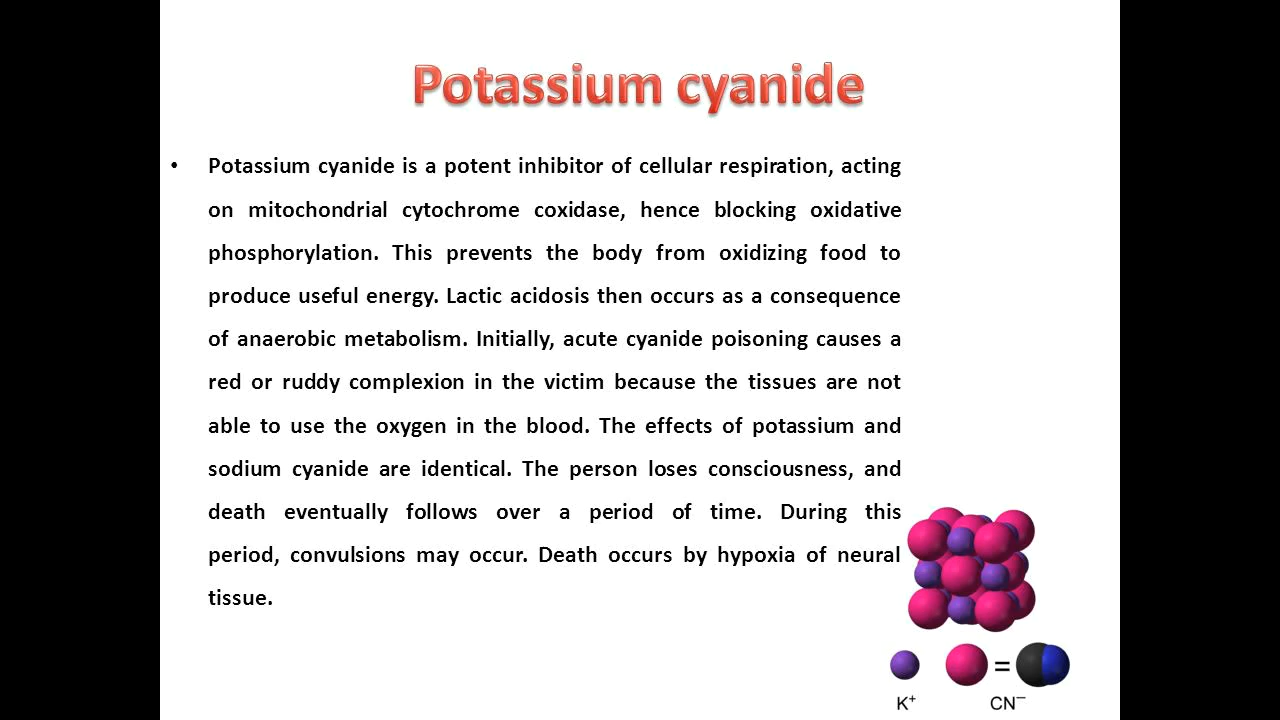 Potassium cyanide
• Potassium cyanide is a potent inhibitor of cellular respiration, acting
on mitochondrial cytochrome coxidase, hence blocking oxidative
phosphorylation. This prevents the body from oxidizing food to
produce useful energy. Lactic acidosis then occurs as a consequence
of anaerobic metabolism. Initially, acute cyanide poisoning causes a
red or ruddy complexion in the victim because the tissues are not
able to use the oxygen in the blood. The effects of potassium and
sodium cyanide are identical. The person loses consciousness, and
death eventually follows over a period of time. During this
period, convulsions may occur. Death occurs by hypoxia of neural
tissue.
=
K⁺ CN⁻